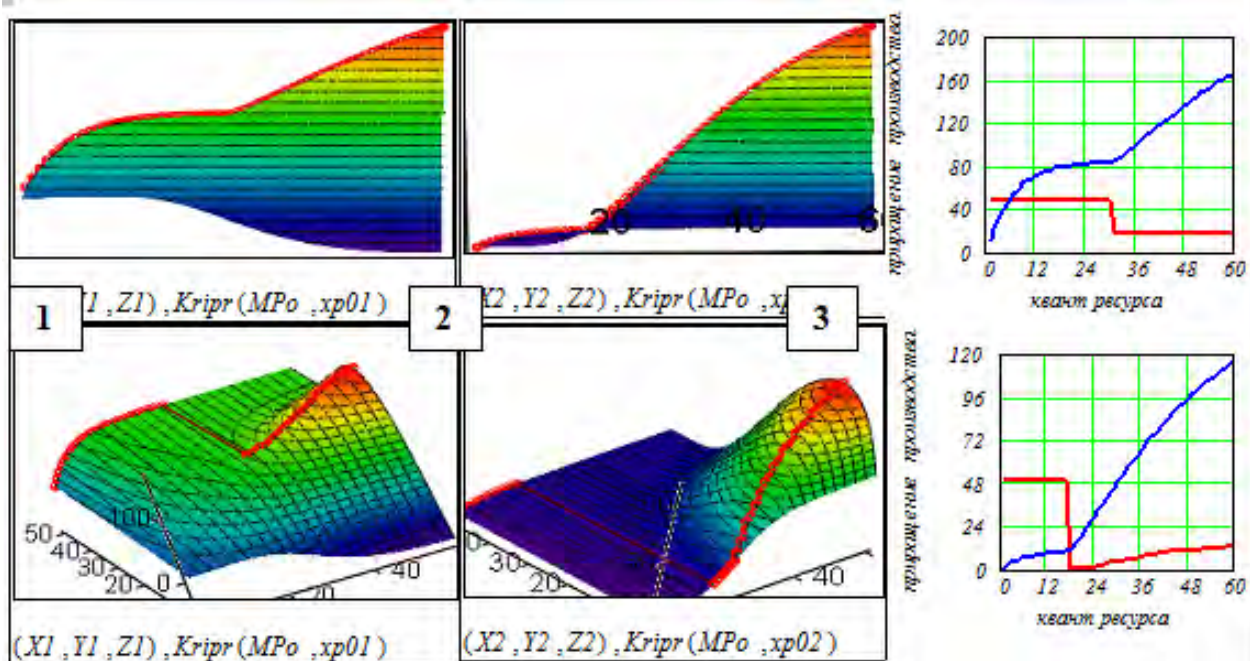 20 40
1 , Z1 ) , Kripr ( MPo , xp01 )
X2 , Y2 , Z2 ) , Kripr ( MPo , xp
1 2 3
приращение производства
200
160
120
80
40
0
0 12 24 36 48 60
квант ресурса
100
50
40
30
20
0
40
30
20
40
( X1 , Y1 , Z1 ) , Kripr ( MPo , xp01 )
( X2 , Y2 , Z2 ) , Kripr ( MPo , xp02 )
приращение производства
120
96
72
48
24
0
0 12 24 36 48 60
квант ресурса